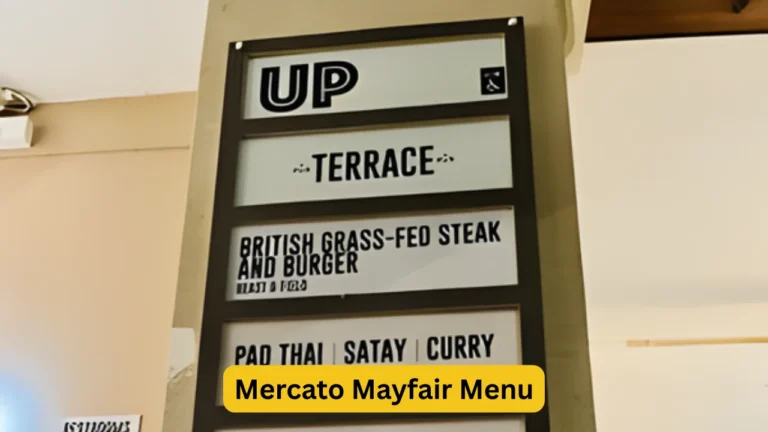 UP
TERRACE
BRITISH GRASS-FED STEAK
AND BURGER
PAD THAI | SATAY | CURRY
Mercato Mayfair Menu